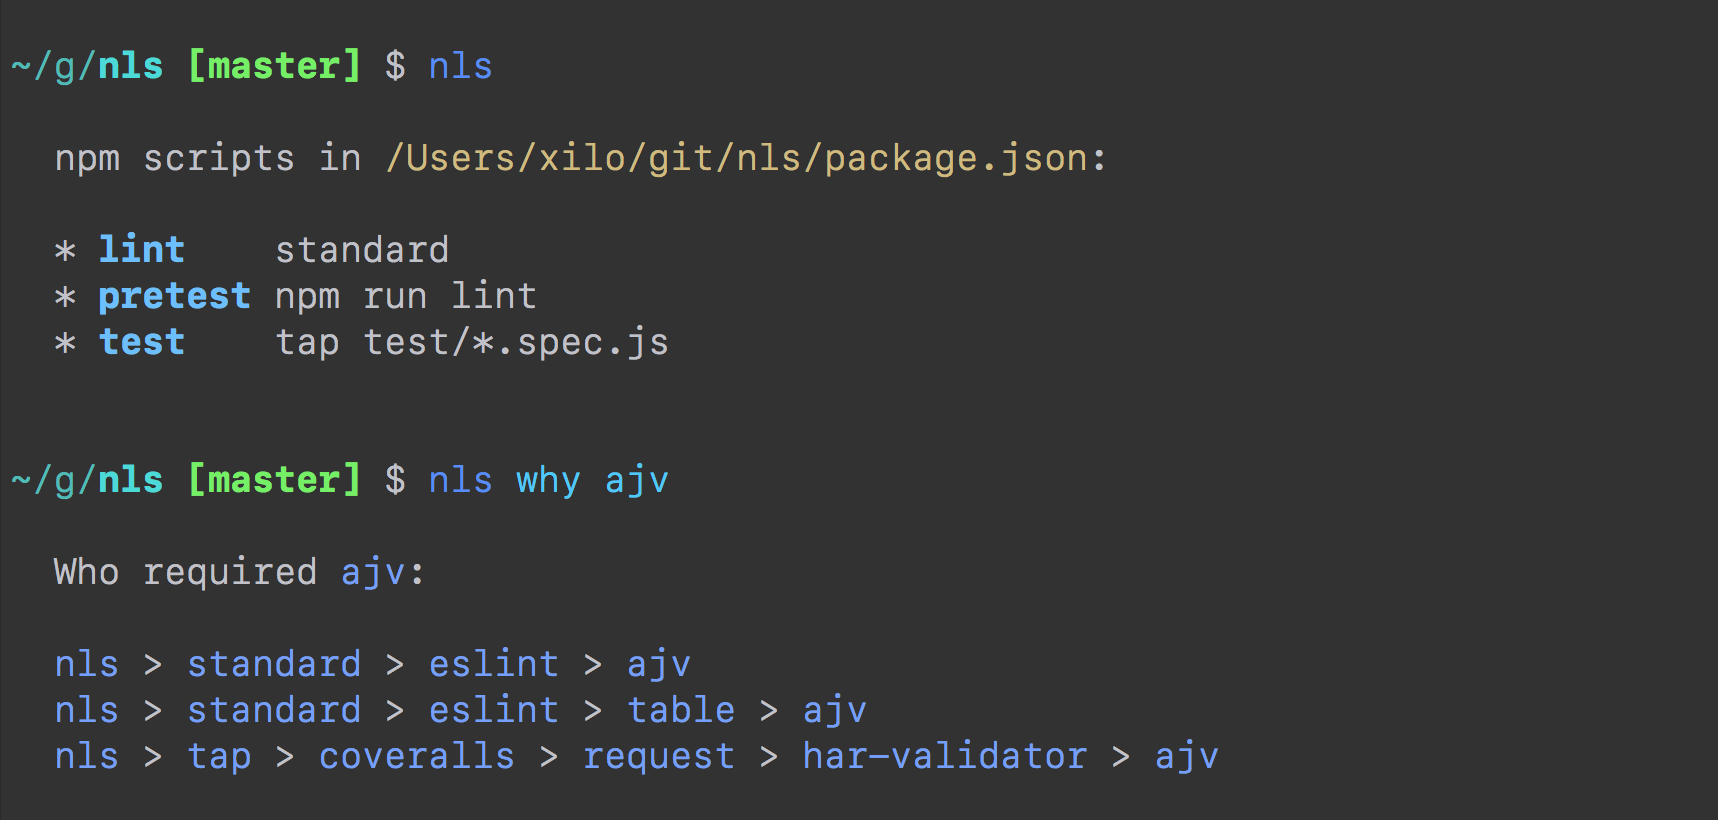 ~/g/nls [master] $ nls
npm scripts in /Users/xilo/git/nls/package.json:
* lint    standard
* pretest npm run lint
* test    tap test/*.spec.js
~/g/nls [master] $ nls why ajv
Who required ajv:
nls > standard > eslint > ajv
nls > standard > eslint > table > ajv
nls > tap > coveralls > request > har-validator > ajv